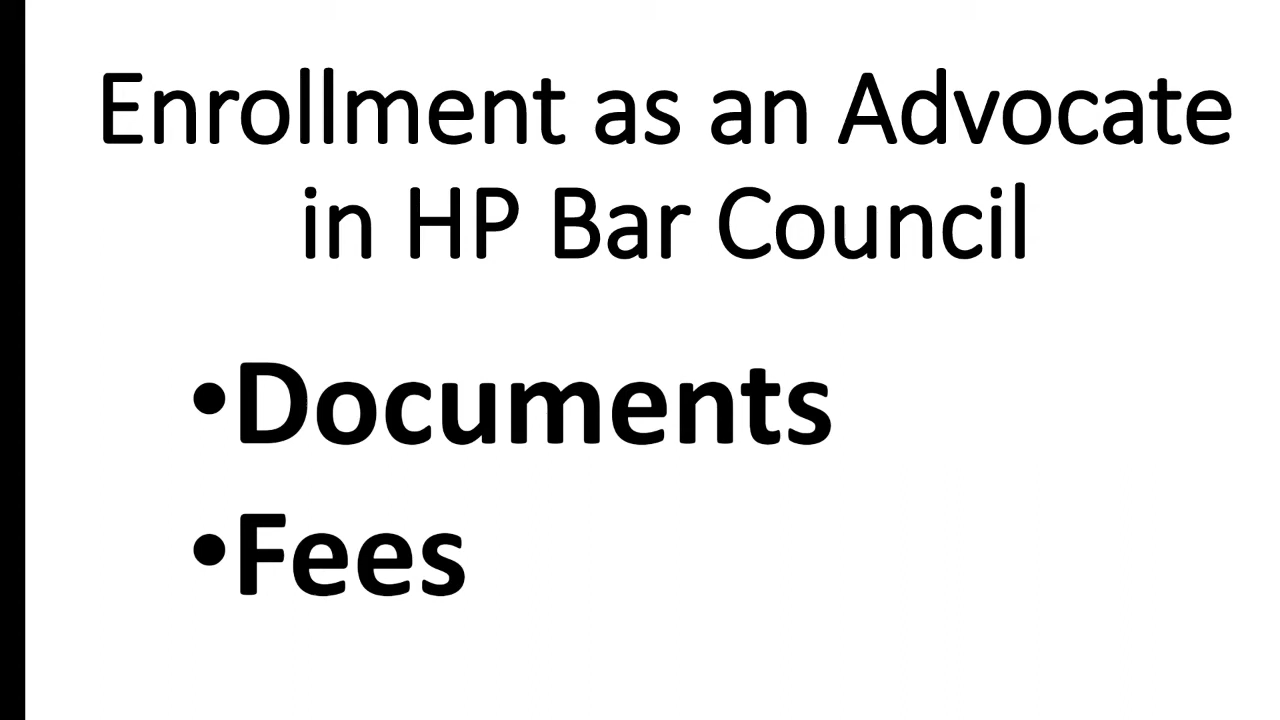 Enrollment as an Advocate
in HP Bar Council
•Documents
•Fees